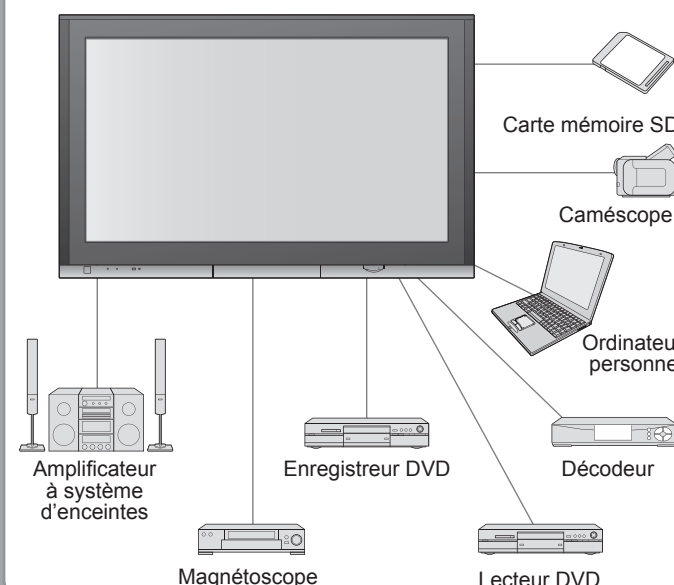 Carte mémoire SD
Caméscope
Ordinateur
personnel
Amplificateur
à système
d'enceintes
Enregistreur DVD
Décodeur
Magnétoscope
Lecteur DVD